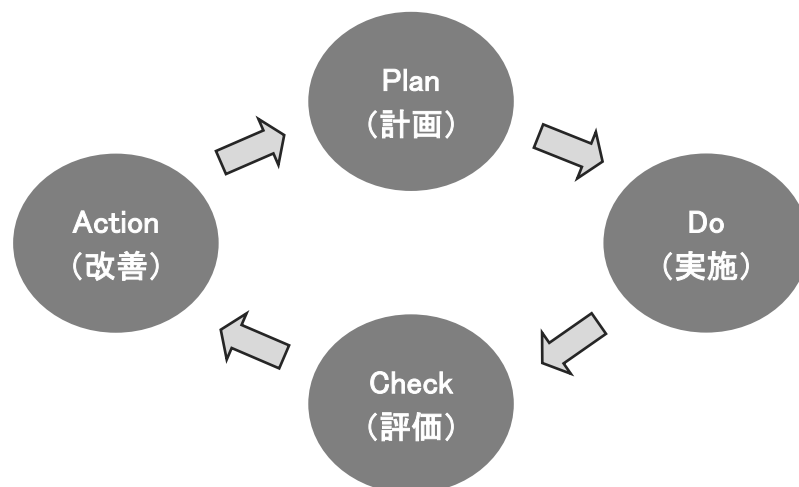 Plan
（計画）
Action
（改善）
Do
（実施）
Check
（評価）